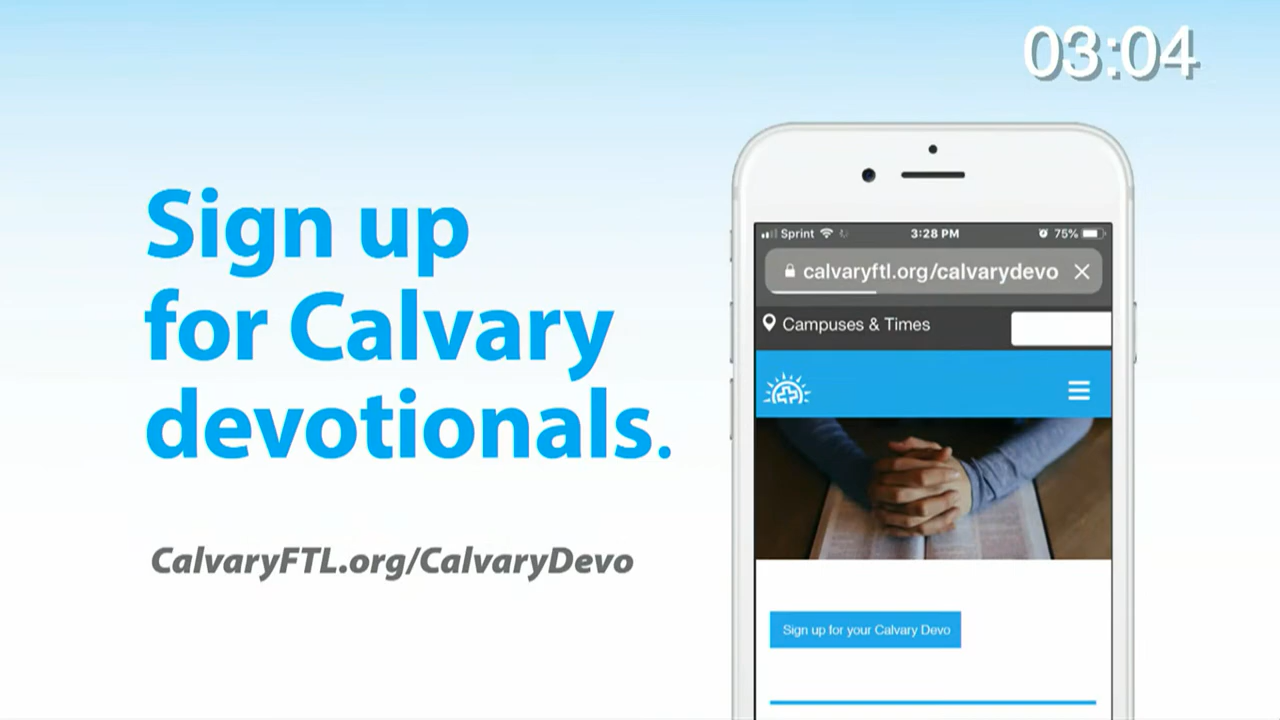 03:04
Sign up
for Calvary
devotionals.
CalvaryFTL.org/CalvaryDevo
Sprint 3:28 PM 75%
calvaryftl.org/calvarydevo
Campuses & Times
Sign up for your Calvary Devo